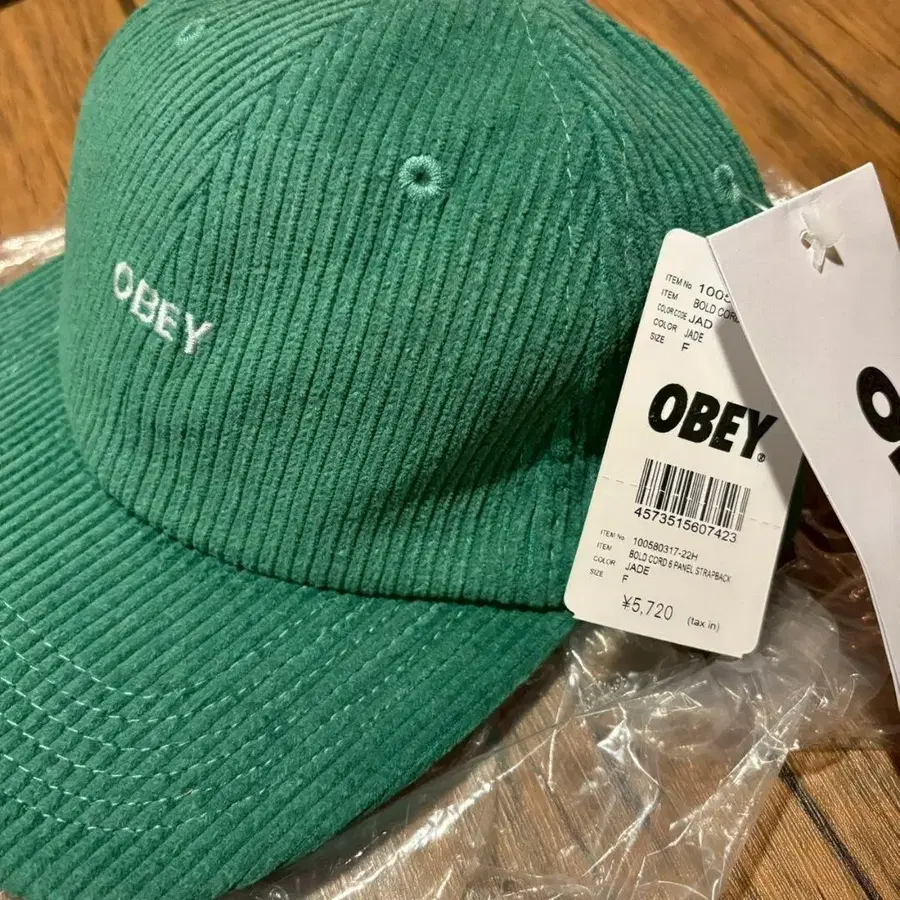 OBEY
ITEM No 1005
ITEM BOLD CORD
COLOR CODE JAD
COLOR JADE
SIZE F
OBEY®
4573515607423
ITEM No 100580317-22H
ITEM BOLD CORD 6 PANEL STRAPBACK
COLOR JADE
SIZE F
¥5,720 (tax in)
O